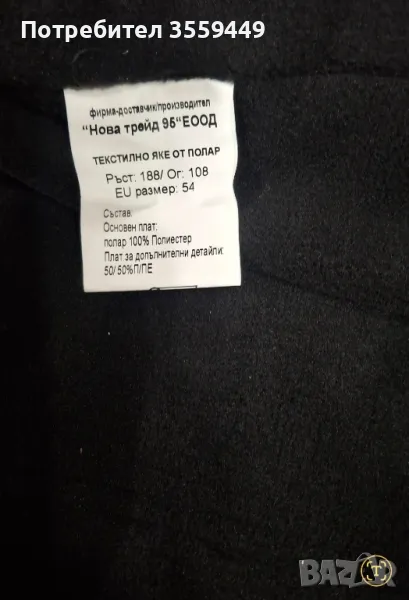 Потребител 3559449
фирма-доставчик/производител
"Нова трейд 95"ЕООД
ТЕКСТИЛНО ЯКЕ ОТ ПОЛАР
Ръст: 188/ Ог: 108
EU размер: 54
Състав:
Основен плат:
полар 100% Полиестер
Плат за допълнителни детайли:
50/50%П/ПЕ
BAZAR
T